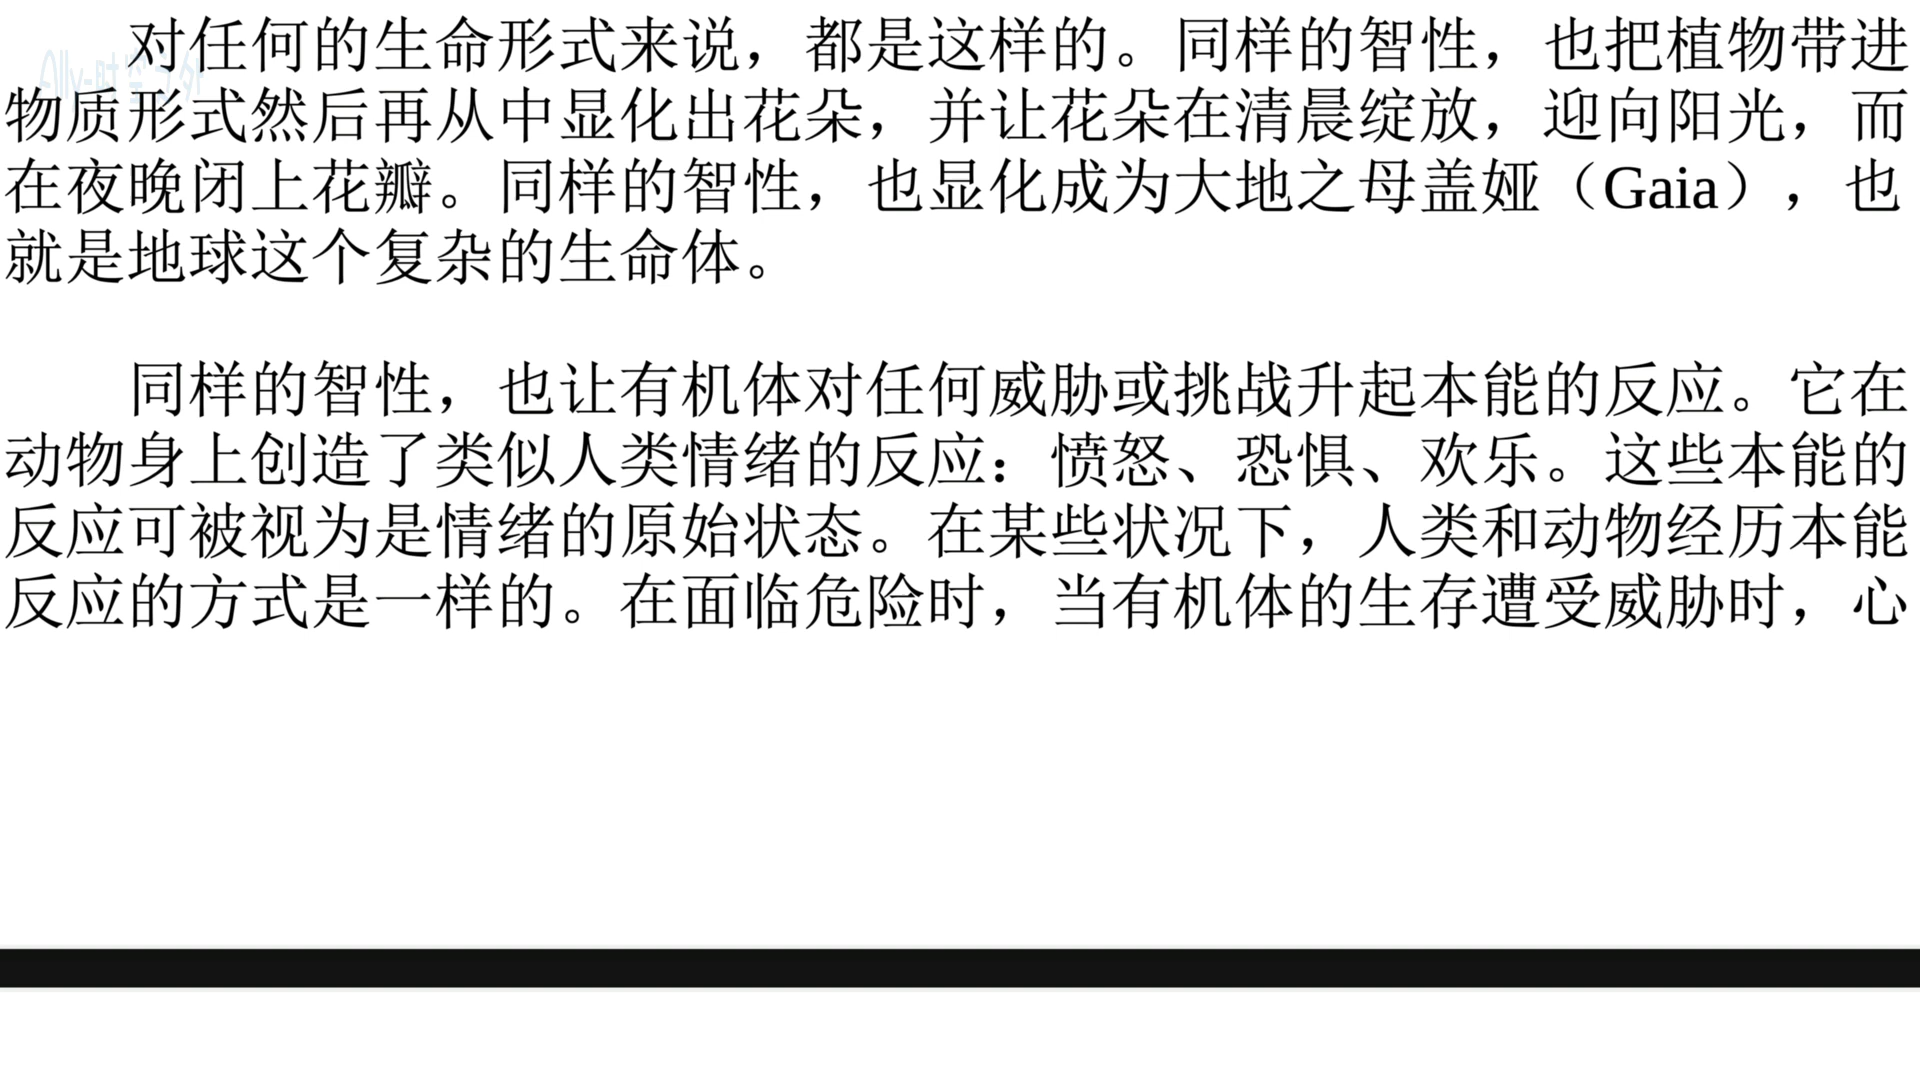 对任何的生命形式来说，都是这样的。同样的智性，也把植物带进
物质形式然后再从中显化出花朵，并让花朵在清晨绽放，迎向阳光，而
在夜晚闭上花瓣。同样的智性，也显化成为大地之母盖娅（Gaia），也
就是地球这个复杂的生命体。
同样的智性，也让有机体对任何威胁或挑战升起本能的反应。它在
动物身上创造了类似人类情绪的反应：愤怒、恐惧、欢乐。这些本能的
反应可被视为是情绪的原始状态。在某些状况下，人类和动物经历本能
反应的方式是一样的。在面临危险时，当有机体的生存遭受威胁时，心